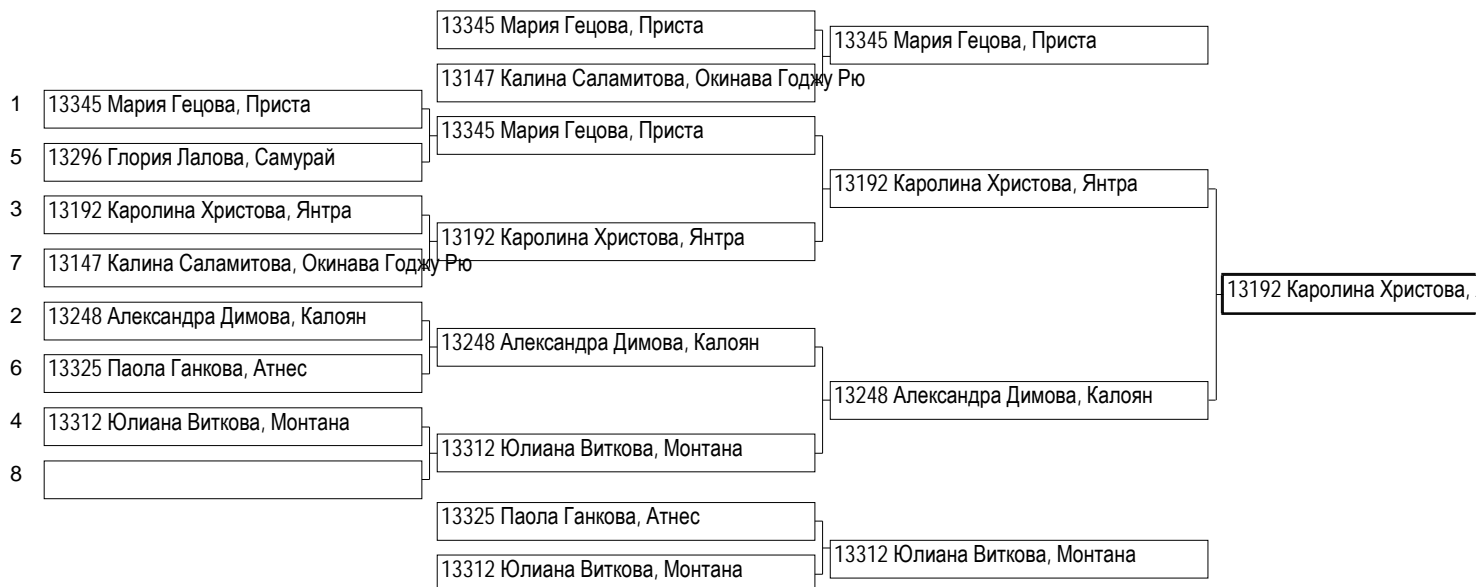 13345 Мария Гецова, Приста
13147 Калина Саламитова, Окинава Годжу Рю
13345 Мария Гецова, Приста
1 13345 Мария Гецова, Приста
5 13296 Глория Лалова, Самурай
3 13192 Каролина Христова, Янтра
7 13147 Калина Саламитова, Окинава Годжу Рю
2 13248 Александра Димова, Калоян
6 13325 Паола Ганкова, Атнес
4 13312 Юлиана Виткова, Монтана
8
13345 Мария Гецова, Приста
13192 Каролина Христова, Янтра
13248 Александра Димова, Калоян
13312 Юлиана Виткова, Монтана
13192 Каролина Христова, Янтра
13248 Александра Димова, Калоян
13192 Каролина Христова,
13325 Паола Ганкова, Атнес
13312 Юлиана Виткова, Монтана
13312 Юлиана Виткова, Монтана